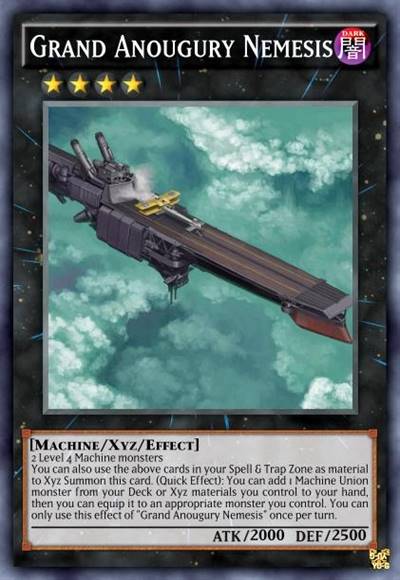 GRAND ANOUGURY NEMESIS
DARK
闇
[MACHINE/XYZ/EFFECT]
2 Level 4 Machine monsters
You can also use the above cards in your Spell & Trap Zone as material
to Xyz Summon this card. (Quick Effect): You can add 1 Machine Union
monster from your Deck or Xyz materials you control to your hand,
then you can equip it to an appropriate monster you control. You can
only use this effect of "Grand Anougury Nemesis" once per turn.
ATK/2000 DEF/2500